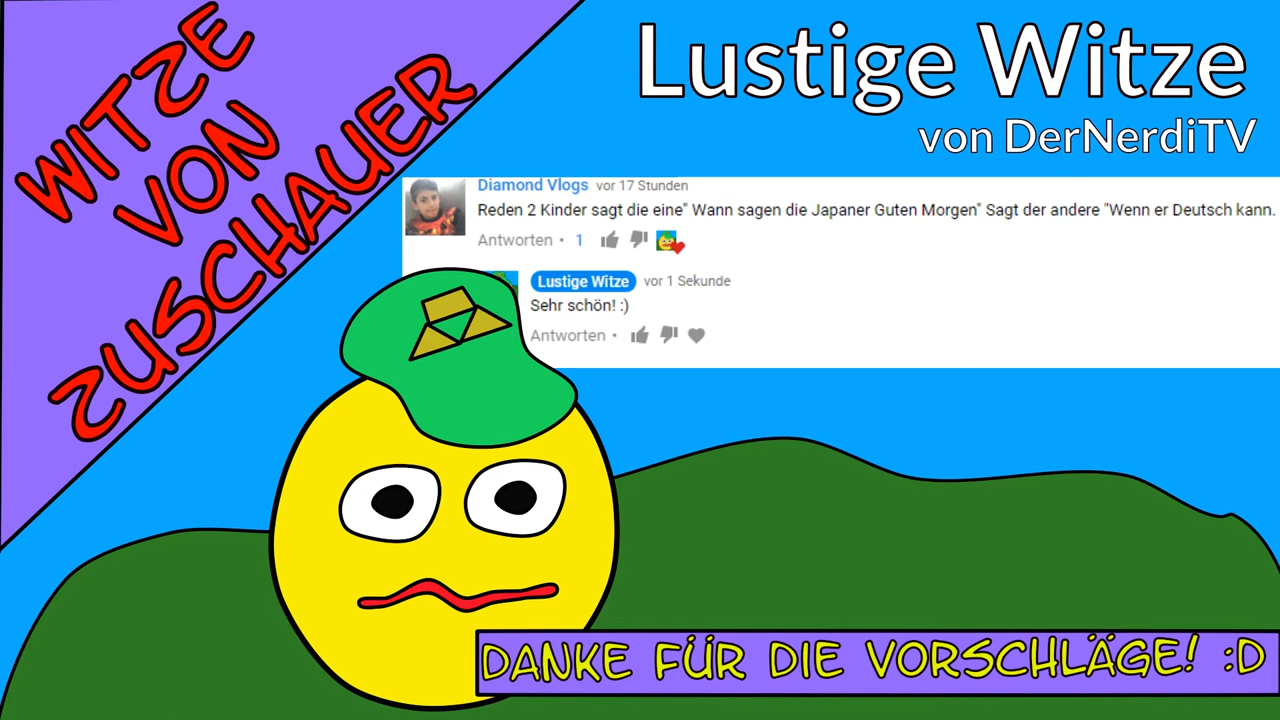 WITZE
VON
ZUSCHAUER
Lustige Witze
von DerNerdiTV
Diamond Vlogs vor 17 Stunden
Reden 2 Kinder sagt die eine" Wann sagen die Japaner Guten Morgen" Sagt der andere "Wenn er Deutsch kann.
Antworten • 1
Lustige Witze vor 1 Sekunde
Sehr schön! :)
Antworten •
DANKE FÜR DIE VORSCHLÄGE! :D